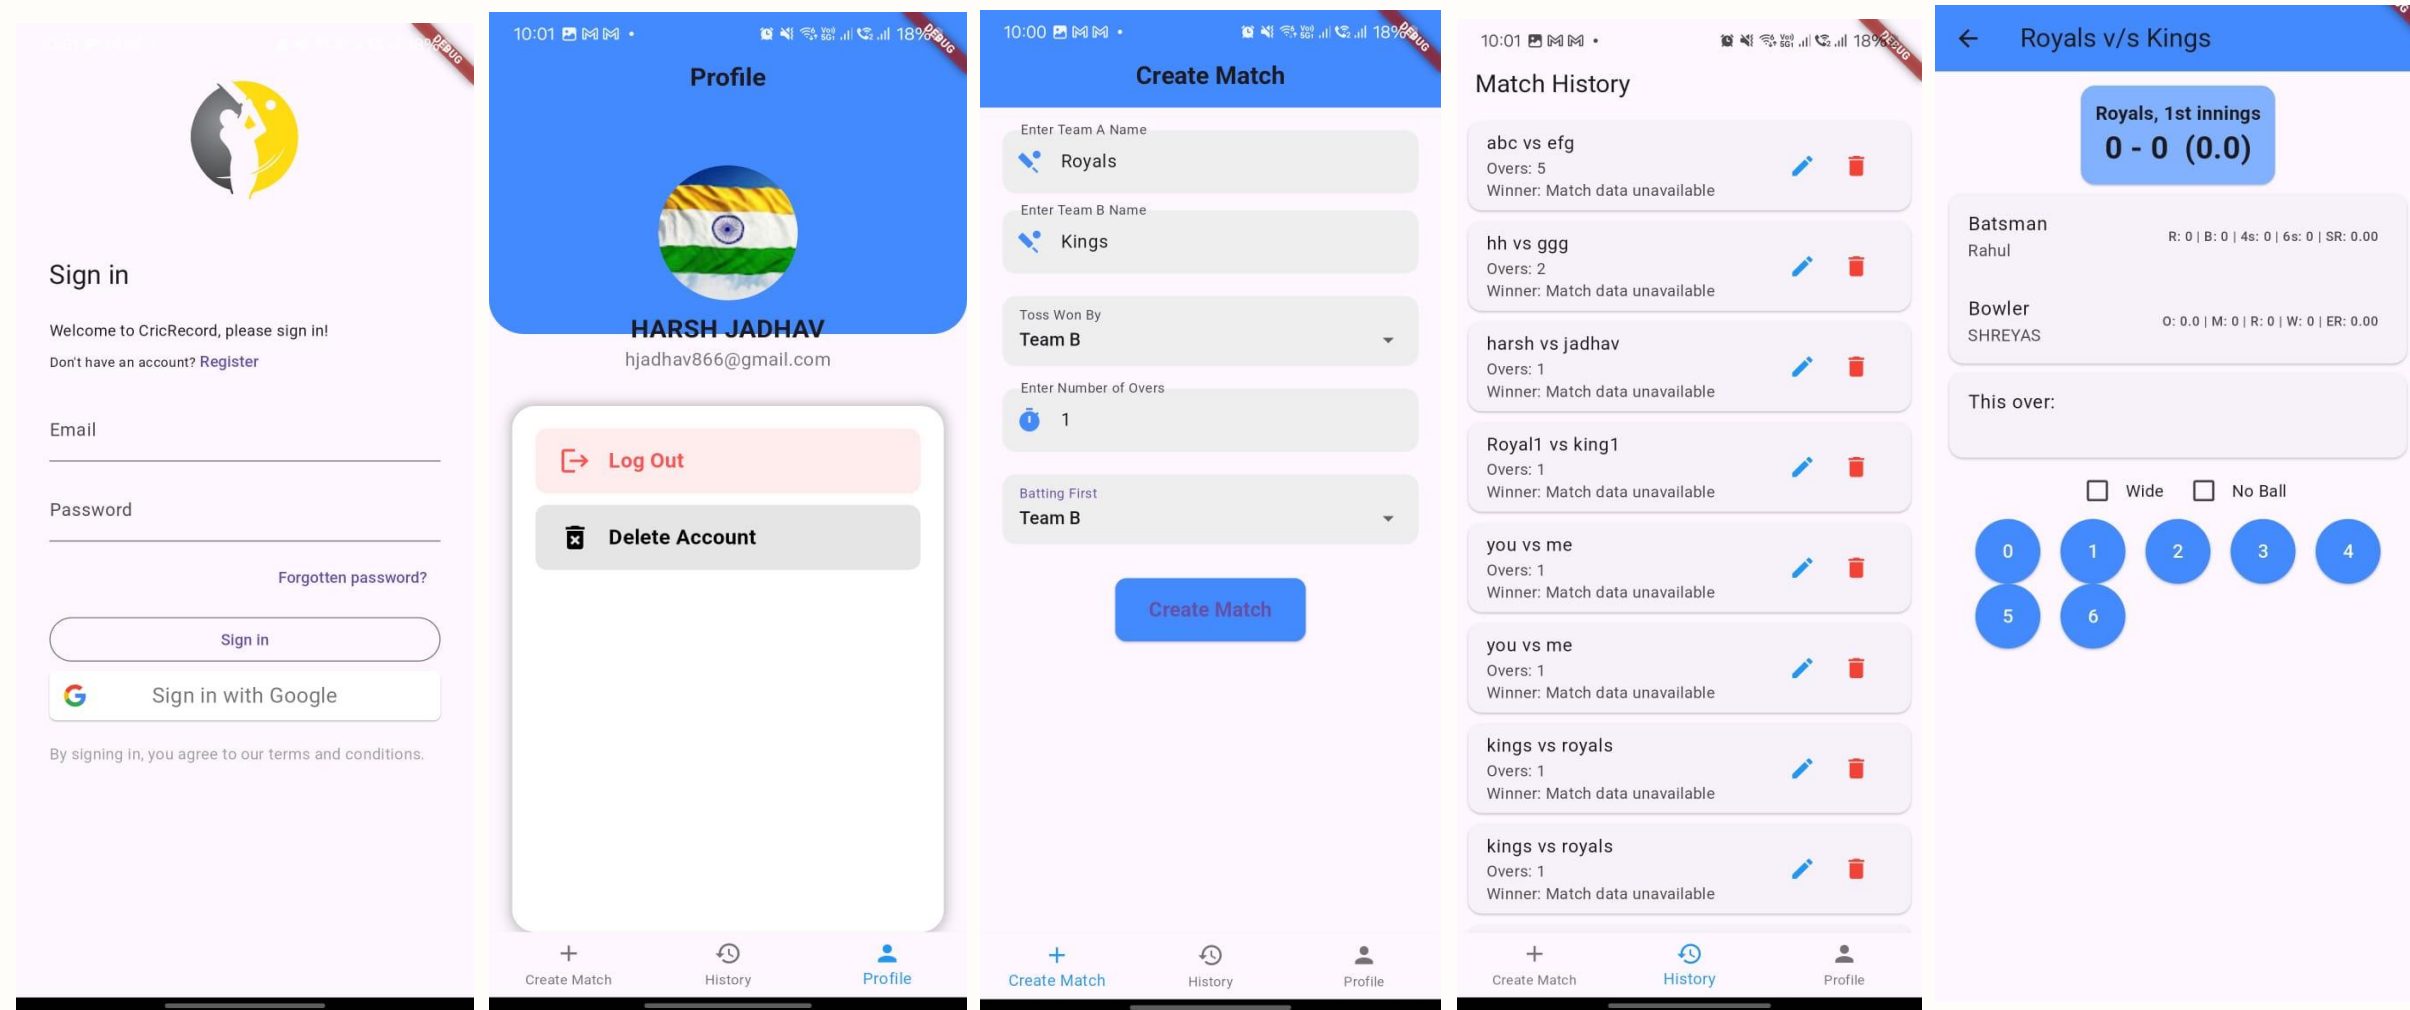 DEBUG
Sign in
Welcome to CricRecord, please sign in!
Don't have an account? Register
Email
Password
Forgotten password?
Sign in
Sign in with Google
By signing in, you agree to our terms and conditions.
10:01
18%
DEBUG
Profile
HARSH JADHAV
hjadhav866@gmail.com
Log Out
Delete Account
Create Match History Profile
10:00
18%
DEBUG
Create Match
Enter Team A Name
Royals
Enter Team B Name
Kings
Toss Won By
Team B
Enter Number of Overs
1
Batting First
Team B
Create Match
Create Match History Profile
10:01
18%
DEBUG
Match History
abc vs efg
Overs: 5
Winner: Match data unavailable
hh vs ggg
Overs: 2
Winner: Match data unavailable
harsh vs jadhav
Overs: 1
Winner: Match data unavailable
Royal1 vs king1
Overs: 1
Winner: Match data unavailable
you vs me
Overs: 1
Winner: Match data unavailable
you vs me
Overs: 1
Winner: Match data unavailable
kings vs royals
Overs: 1
Winner: Match data unavailable
kings vs royals
Overs: 1
Winner: Match data unavailable
Create Match History Profile
Royals v/s Kings
Royals, 1st innings
0 - 0 (0.0)
Batsman
Rahul
R: 0 | B: 0 | 4s: 0 | 6s: 0 | SR: 0.00
Bowler
SHREYAS
O: 0.0 | M: 0 | R: 0 | W: 0 | ER: 0.00
This over:
Wide No Ball
0 1 2 3 4
5 6